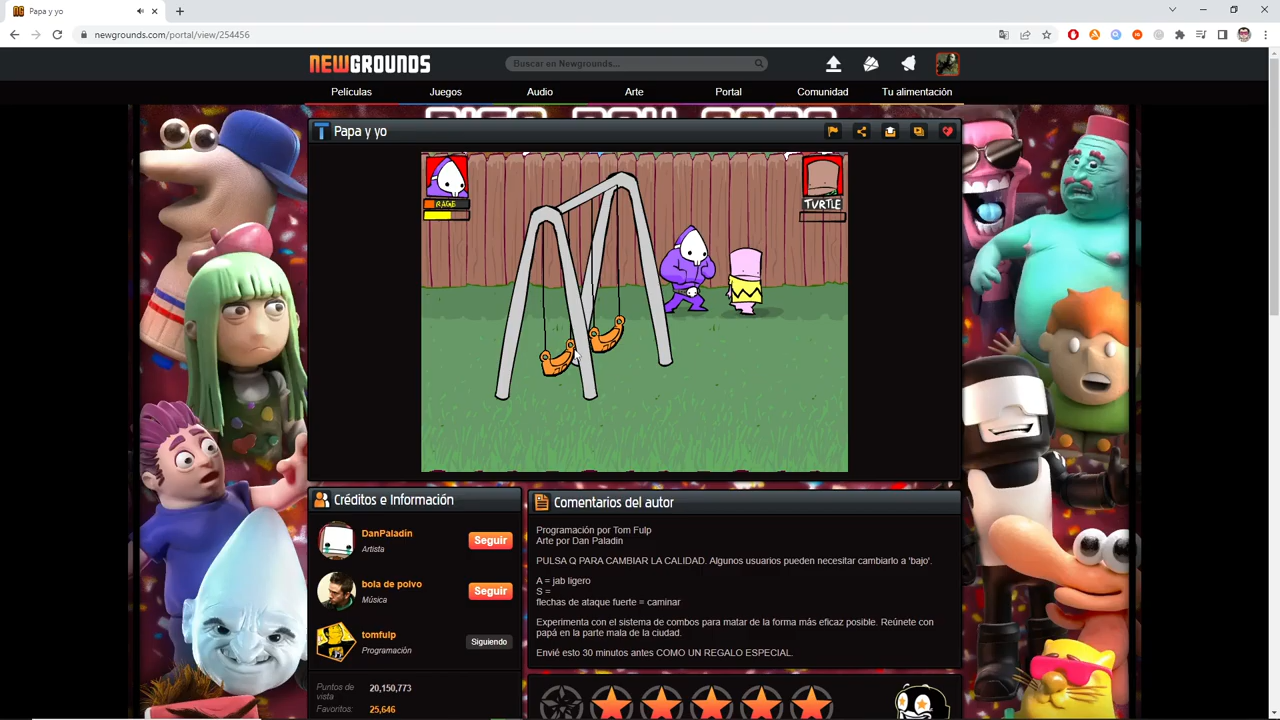 Papa y yo
newgrounds.com/portal/view/254456
NEWGROUNDS
Buscar en Newgrounds...
Películas
Juegos
Audio
Arte
Portal
Comunidad
Tu alimentación
Papa y yo
RAGE
TURTLE
Créditos e Información
DanPaladín
Artista
Seguir
bola de polvo
Música
Seguir
tomfulp
Programación
Siguiendo
Puntos de vista
20,150,773
Favoritos:
25,646
Comentarios del autor
Programación por Tom Fulp
Arte por Dan Paladin
PULSA Q PARA CAMBIAR LA CALIDAD. Algunos usuarios pueden necesitar cambiarlo a 'bajo'.
A = jab ligero
S =
flechas de ataque fuerte = caminar
Experimenta con el sistema de combos para matar de la forma más eficaz posible. Reúnete con
papá en la parte mala de la ciudad.
Envié esto 30 minutos antes COMO UN REGALO ESPECIAL.